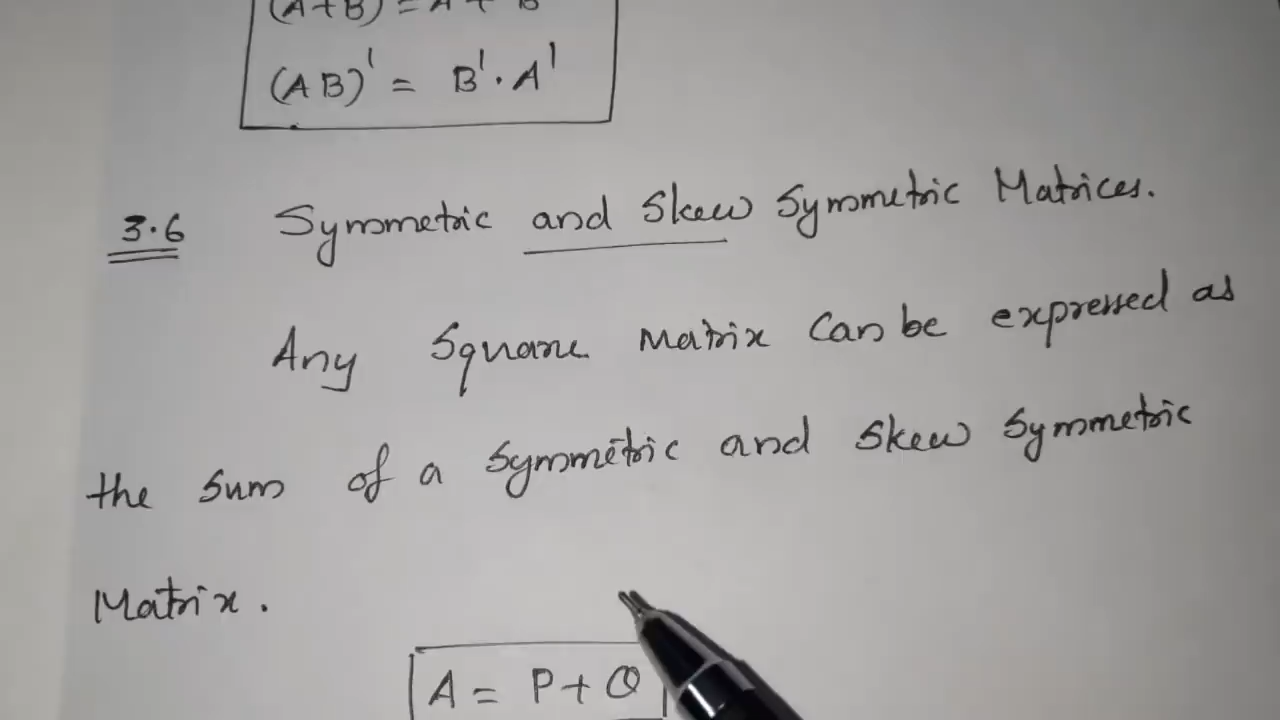 (A+B) = A + B
(AB)' = B'. A'
3.6 Symmetric and Skew Symmetric Matrices.
Any Square Matrix Can be expressed as
the Sum of a Symmetric and Skew Symmetric
Matrix.
A = P+Q